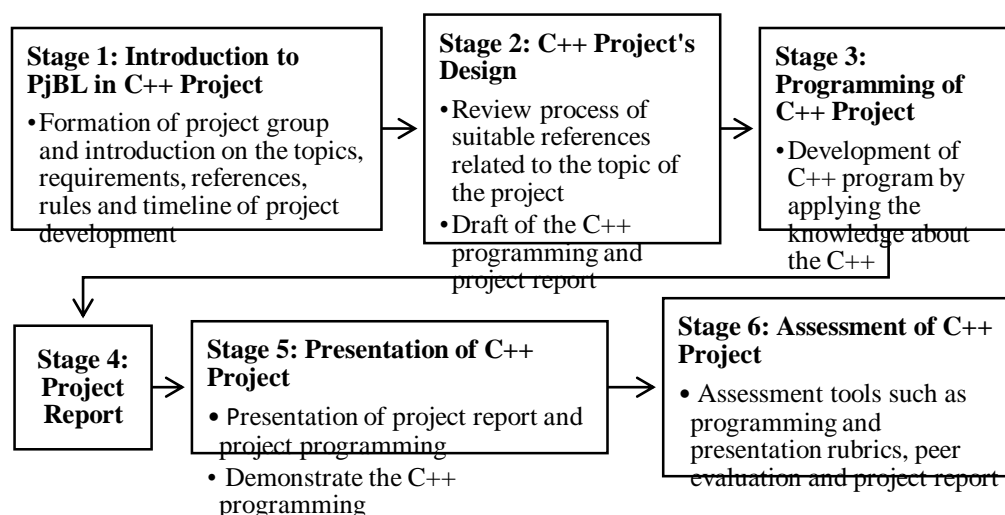 Stage 1: Introduction to
PjBL in C++ Project
•Formation of project group
and introduction on the topics,
requirements, references,
rules and timeline of project
development
Stage 2: C++ Project's
Design
•Review process of
suitable references
related to the topic of
the project
•Draft of the C++
programming and
project report
Stage 3:
Programming of
C++ Project
•Development of
C++ program by
applying the
knowledge about
the C++
Stage 4:
Project
Report
Stage 5: Presentation of C++
Project
• Presentation of project report and
project programming
• Demonstrate the C++
programming
Stage 6: Assessment of C++
Project
• Assessment tools such as
programming and
presentation rubrics, peer
evaluation and project report